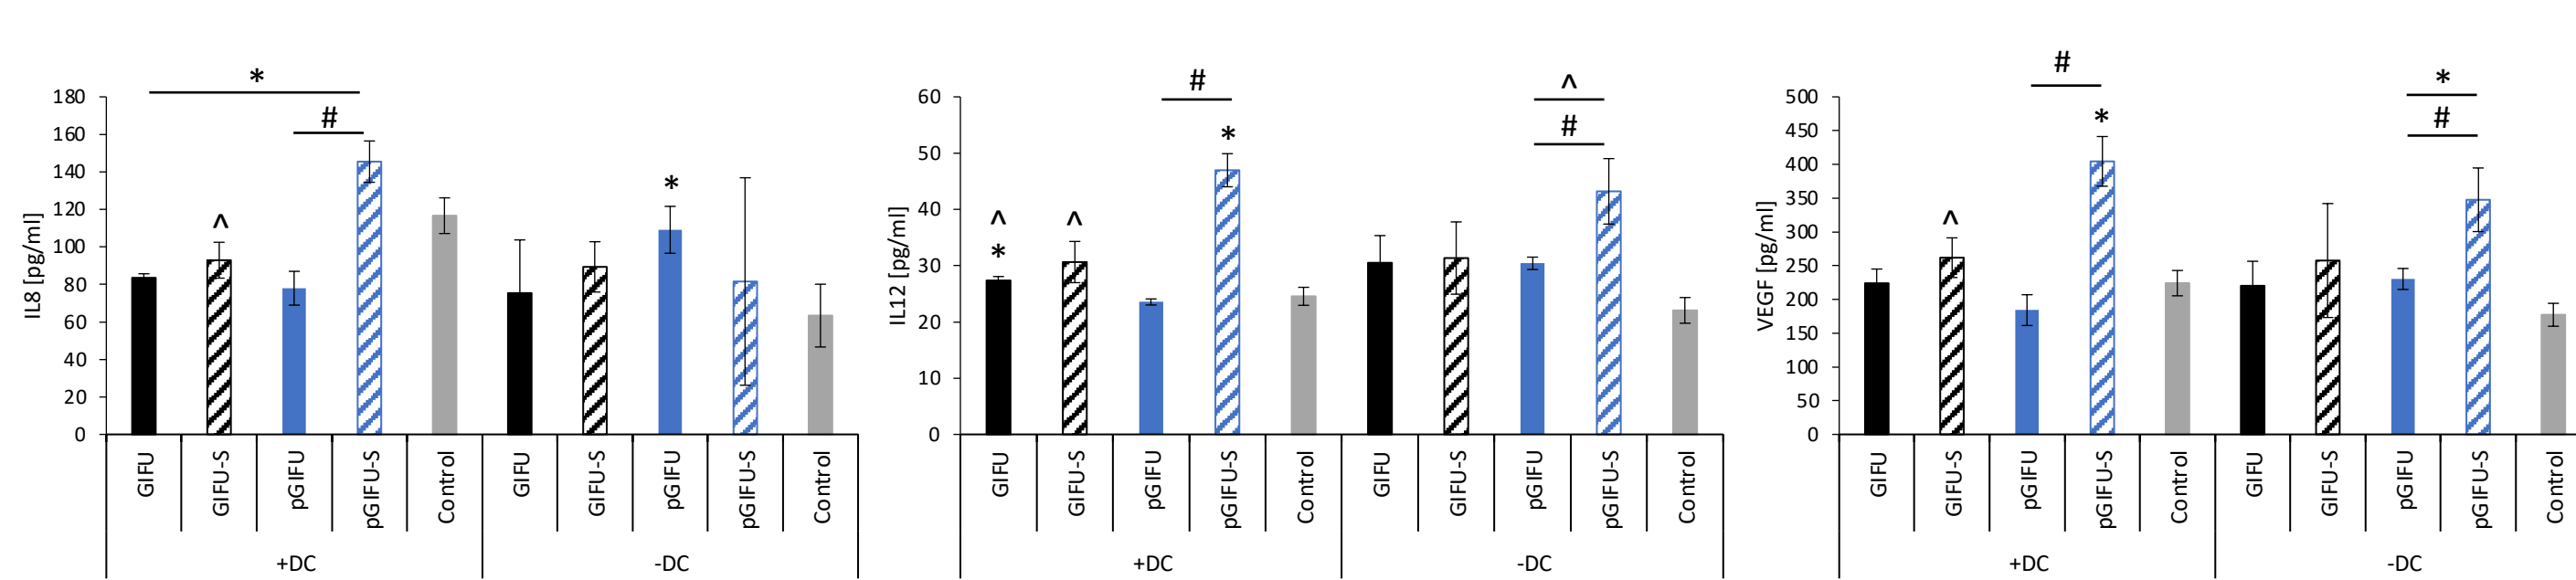 *
#
^
*
IL8 [pg/ml]
180
160
140
120
100
80
60
40
20
0
GIFU
GIFU-S
pGIFU
pGIFU-S
Control
GIFU
GIFU-S
pGIFU
pGIFU-S
Control
+DC
-DC
#
^
*
#
^
^
*
IL12 [pg/ml]
60
50
40
30
20
10
0
GIFU
GIFU-S
pGIFU
pGIFU-S
Control
GIFU
GIFU-S
pGIFU
pGIFU-S
Control
+DC
-DC
#
*
*
#
^
VEGF [pg/ml]
500
450
400
350
300
250
200
150
100
50
0
GIFU
GIFU-S
pGIFU
pGIFU-S
Control
GIFU
GIFU-S
pGIFU
pGIFU-S
Control
+DC
-DC